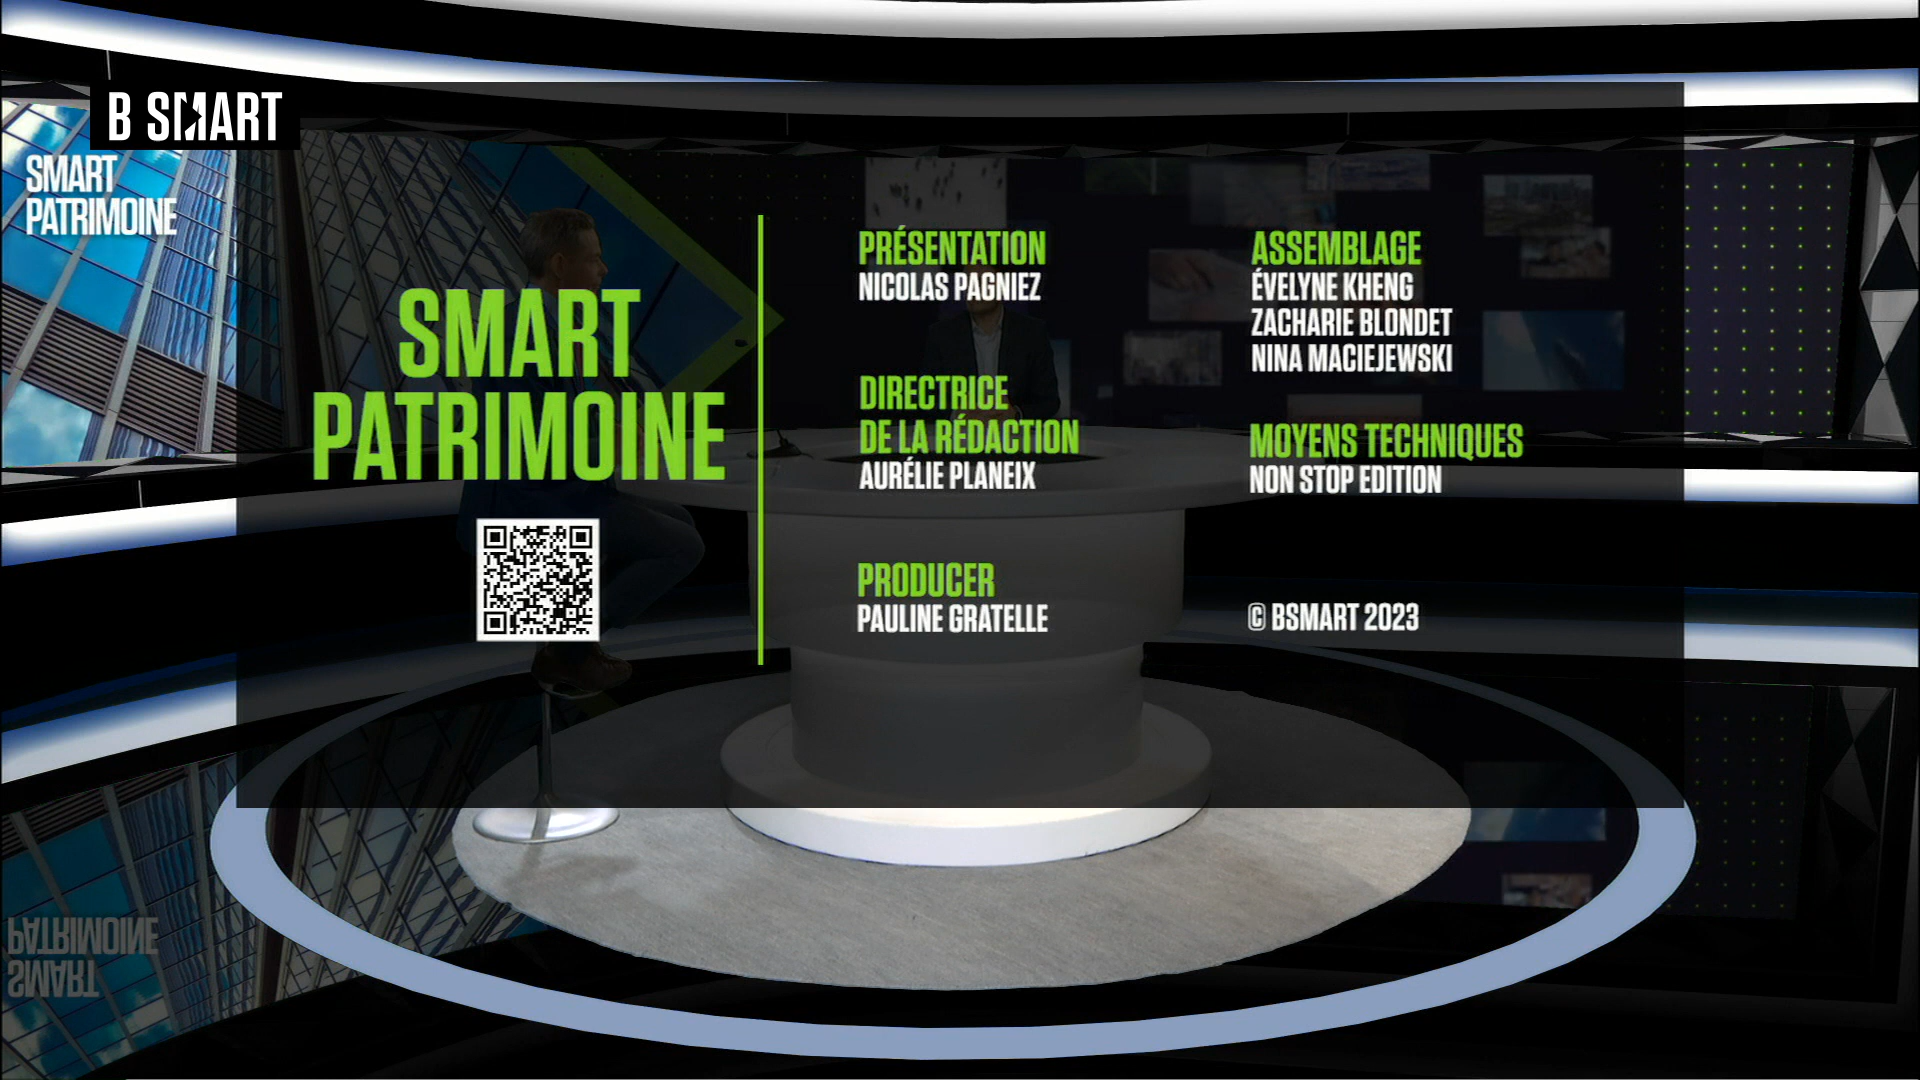 B SMART
SMART
PATRIMOINE
SMART
PATRIMOINE
PRÉSENTATION
NICOLAS PAGNIEZ
DIRECTRICE
DE LA RÉDACTION
AURÉLIE PLANEIX
PRODUCER
PAULINE GRATELLE
ASSEMBLAGE
ÉVELYNE KHENG
ZACHARIE BLONDET
NINA MACIEJEWSKI
MOYENS TECHNIQUES
NON STOP EDITION
© BSMART 2023
PATRIMOINE
SMART